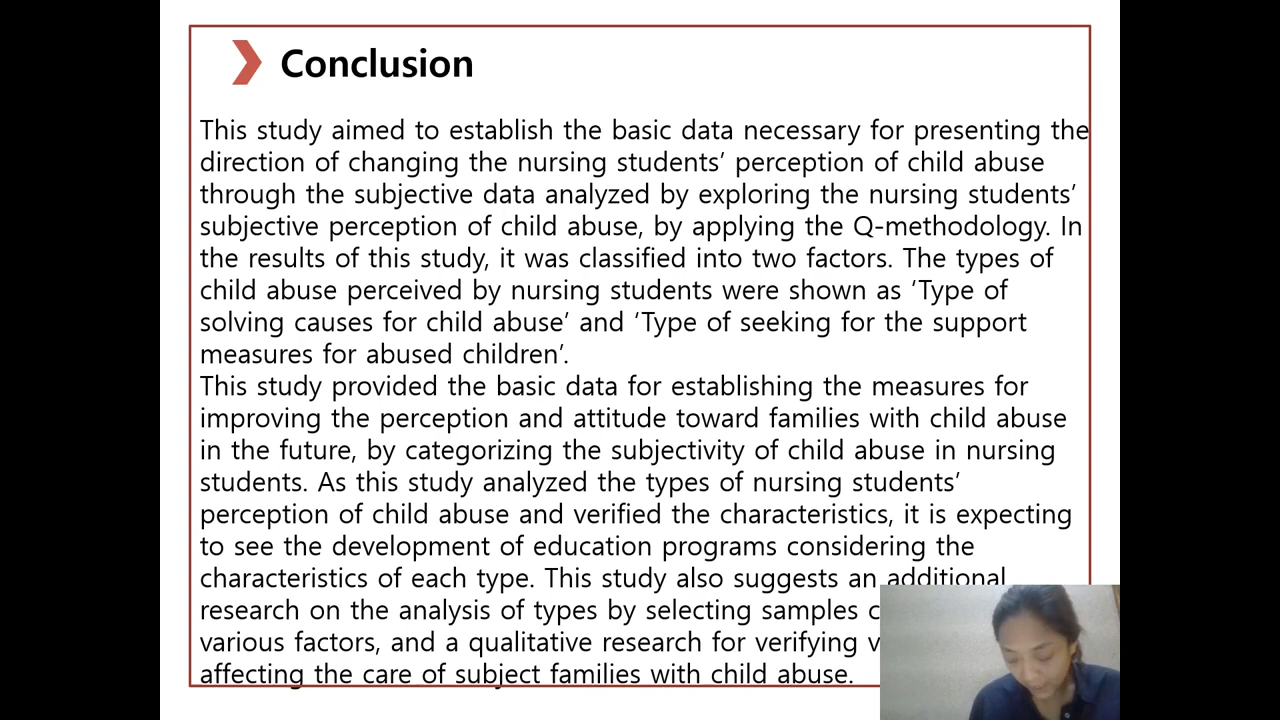 Conclusion
This study aimed to establish the basic data necessary for presenting the
direction of changing the nursing students’ perception of child abuse
through the subjective data analyzed by exploring the nursing students’
subjective perception of child abuse, by applying the Q-methodology. In
the results of this study, it was classified into two factors. The types of
child abuse perceived by nursing students were shown as ‘Type of
solving causes for child abuse’ and ‘Type of seeking for the support
measures for abused children’.
This study provided the basic data for establishing the measures for
improving the perception and attitude toward families with child abuse
in the future, by categorizing the subjectivity of child abuse in nursing
students. As this study analyzed the types of nursing students’
perception of child abuse and verified the characteristics, it is expecting
to see the development of education programs considering the
characteristics of each type. This study also suggests an additional
research on the analysis of types by selecting samples
various factors, and a qualitative research for verifying
affecting the care of subject families with child abuse.